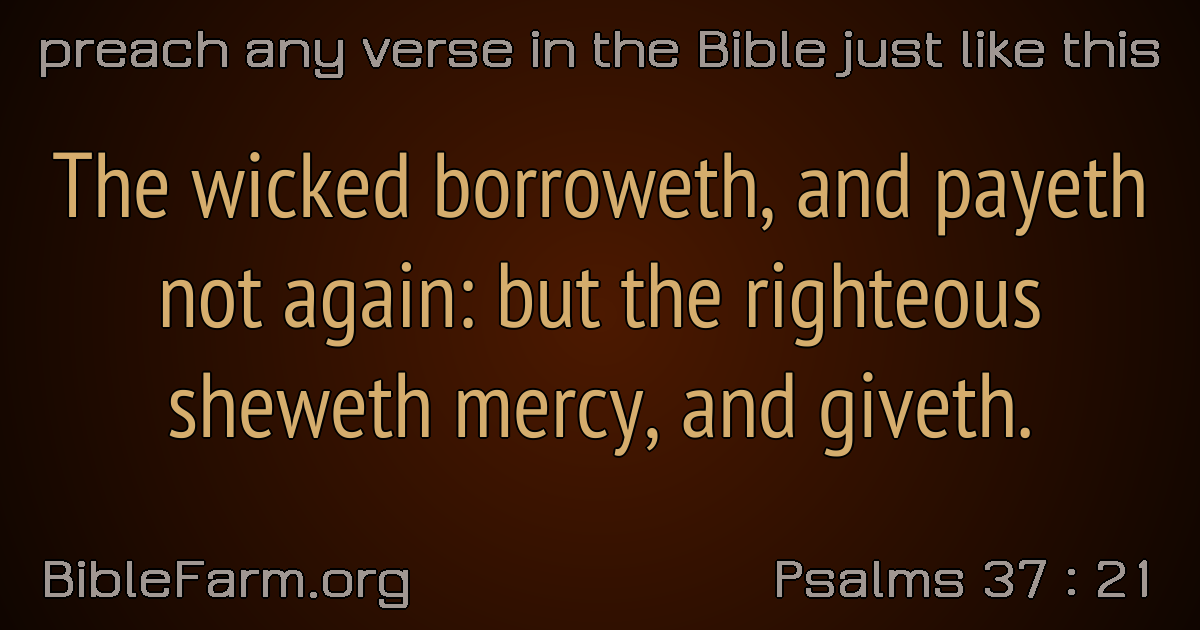 preach any verse in the Bible just like this
The wicked borroweth, and payeth
not again: but the righteous
sheweth mercy, and giveth.
BibleFarm.org
Psalms 37 : 21